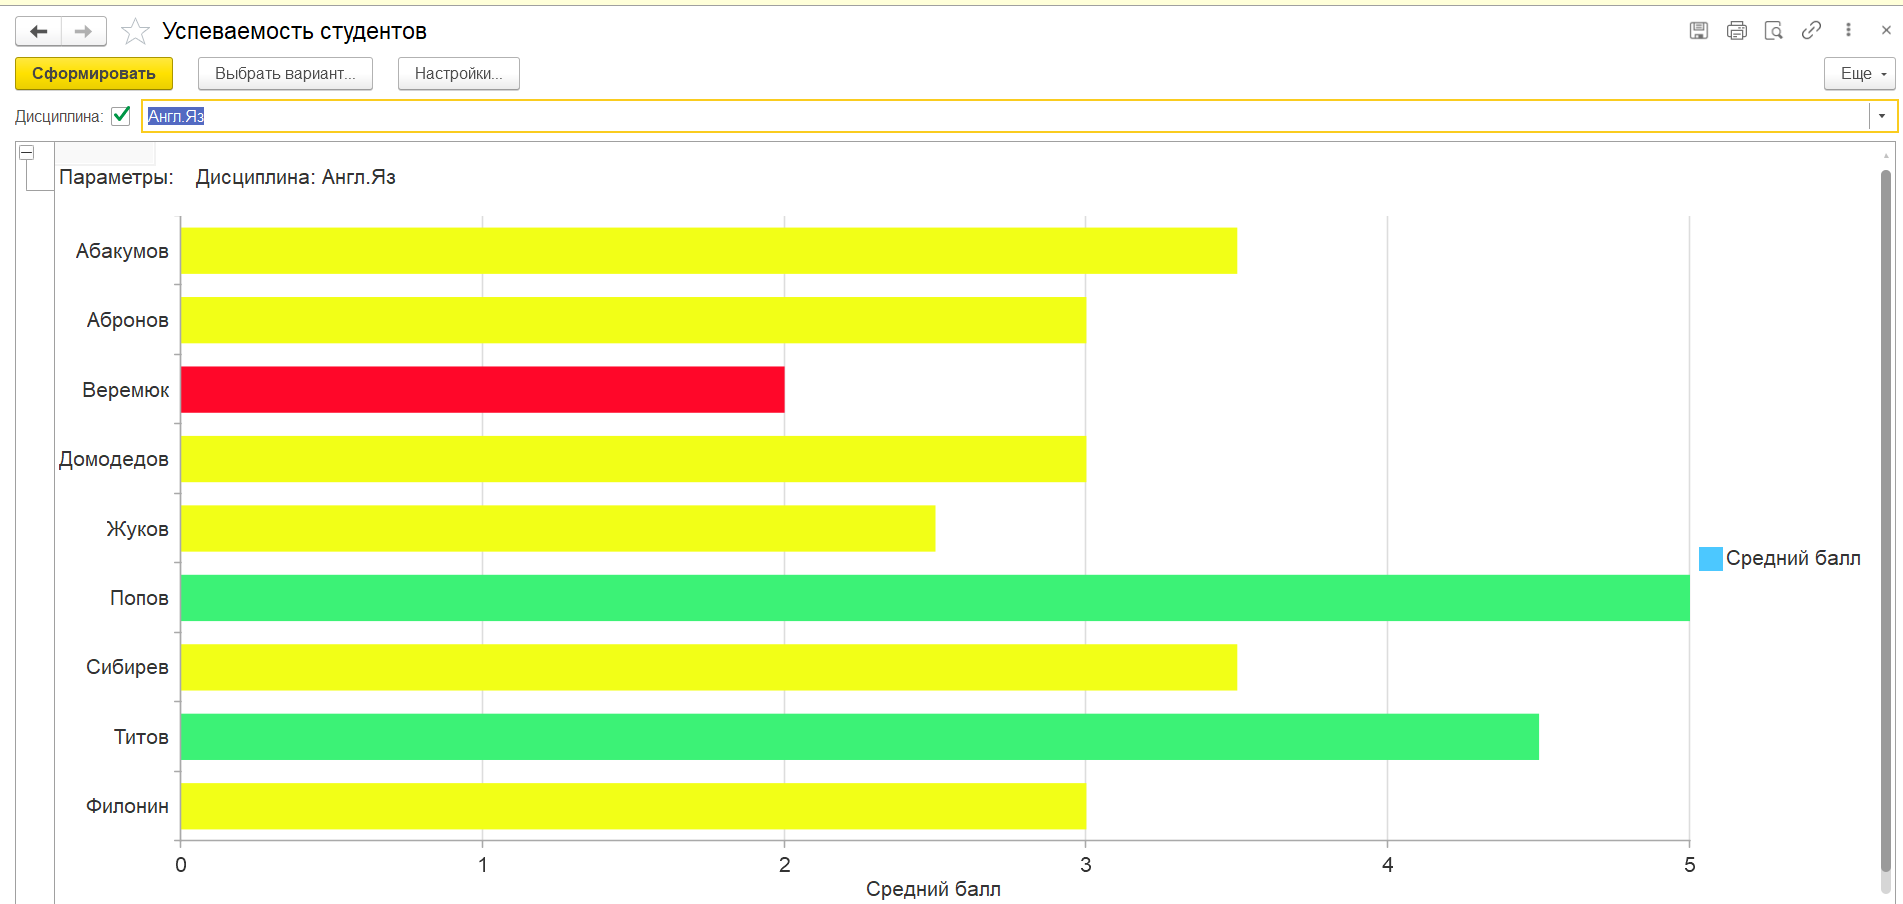 Успеваемость студентов
Сформировать Выбрать вариант... Настройки... Еще
Дисциплина: Англ.Яз
Параметры: Дисциплина: Англ.Яз
Абакумов
Абронов
Веремюк
Домодедов
Жуков
Попов
Сибирев
Титов
Филонин
0 1 2 3 4 5
Средний балл
Средний балл